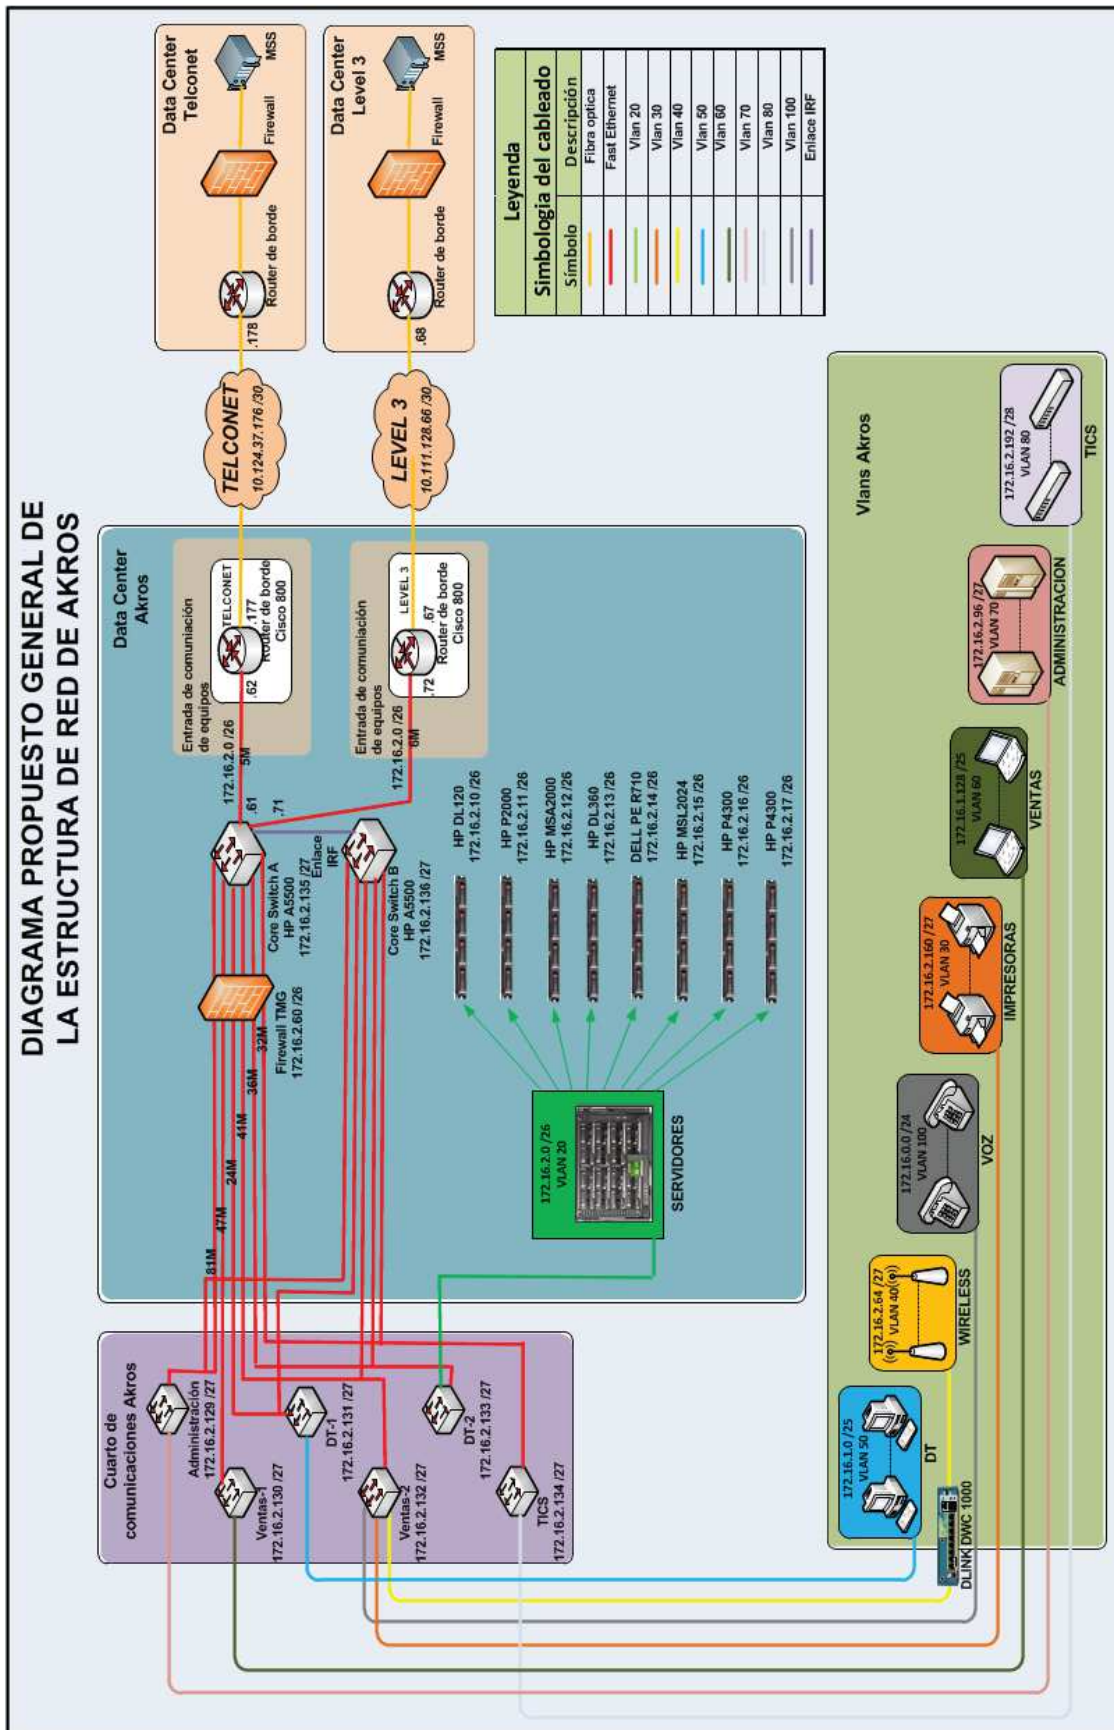 DIAGRAMA PROPUESTO GENERAL DE
LA ESTRUCTURA DE RED DE AKROS
Cuarto de
comunicaciones Akros
Administración
172.16.2.129 /27
Ventas-1
172.16.2.130 /27
DT-1
172.16.2.131 /27
Ventas-2
172.16.2.132 /27
DT-2
172.16.2.133 /27
TICS
172.16.2.134 /27
81M
47M
24M
41M
36M
32M
Data Center
Akros
Firewall TMG
172.16.2.60 /26
Core Switch A
HP A5500
172.16.2.135 /27
Enlace
IRF
Core Switch B
HP A5500
172.16.2.136 /27
.61
.71
172.16.2.0 /26
5M
172.16.2.0 /26
6M
Entrada de comuniación
de equipos
TELCONET
.62
.177
Router de borde
Cisco 800
Entrada de comuniación
de equipos
LEVEL 3
.72
.67
Router de borde
Cisco 800
TELCONET
10.124.37.176 /30
LEVEL 3
10.111.128.66 /30
Data Center
Telconet
.178
Router de borde
Firewall
MSS
Data Center
Level 3
.68
Router de borde
Firewall
MSS
172.16.2.0 /26
VLAN 20
SERVIDORES
HP DL120
172.16.2.10 /26
HP P2000
172.16.2.11 /26
HP MSA2000
172.16.2.12 /26
HP DL360
172.16.2.13 /26
DELL PE R710
172.16.2.14 /26
HP MSL2024
172.16.2.15 /26
HP P4300
172.16.2.16 /26
HP P4300
172.16.2.17 /26
Leyenda
Simbologia del cableado
Símbolo
Descripción
Fibra optica
Fast Ethernet
Vlan 20
Vlan 30
Vlan 40
Vlan 50
Vlan 60
Vlan 70
Vlan 80
Vlan 100
Enlace IRF
Vlans Akros
172.16.1.0 /25
VLAN 50
DT
DLINK DWC 1000
172.16.2.64 /27
VLAN 40
WIRELESS
172.16.0.0 /24
VLAN 100
VOZ
172.16.2.160 /27
VLAN 30
IMPRESORAS
172.16.1.128 /25
VLAN 60
VENTAS
172.16.2.96 /27
VLAN 70
ADMINISTRACION
172.16.2.192 /28
VLAN 80
TICS